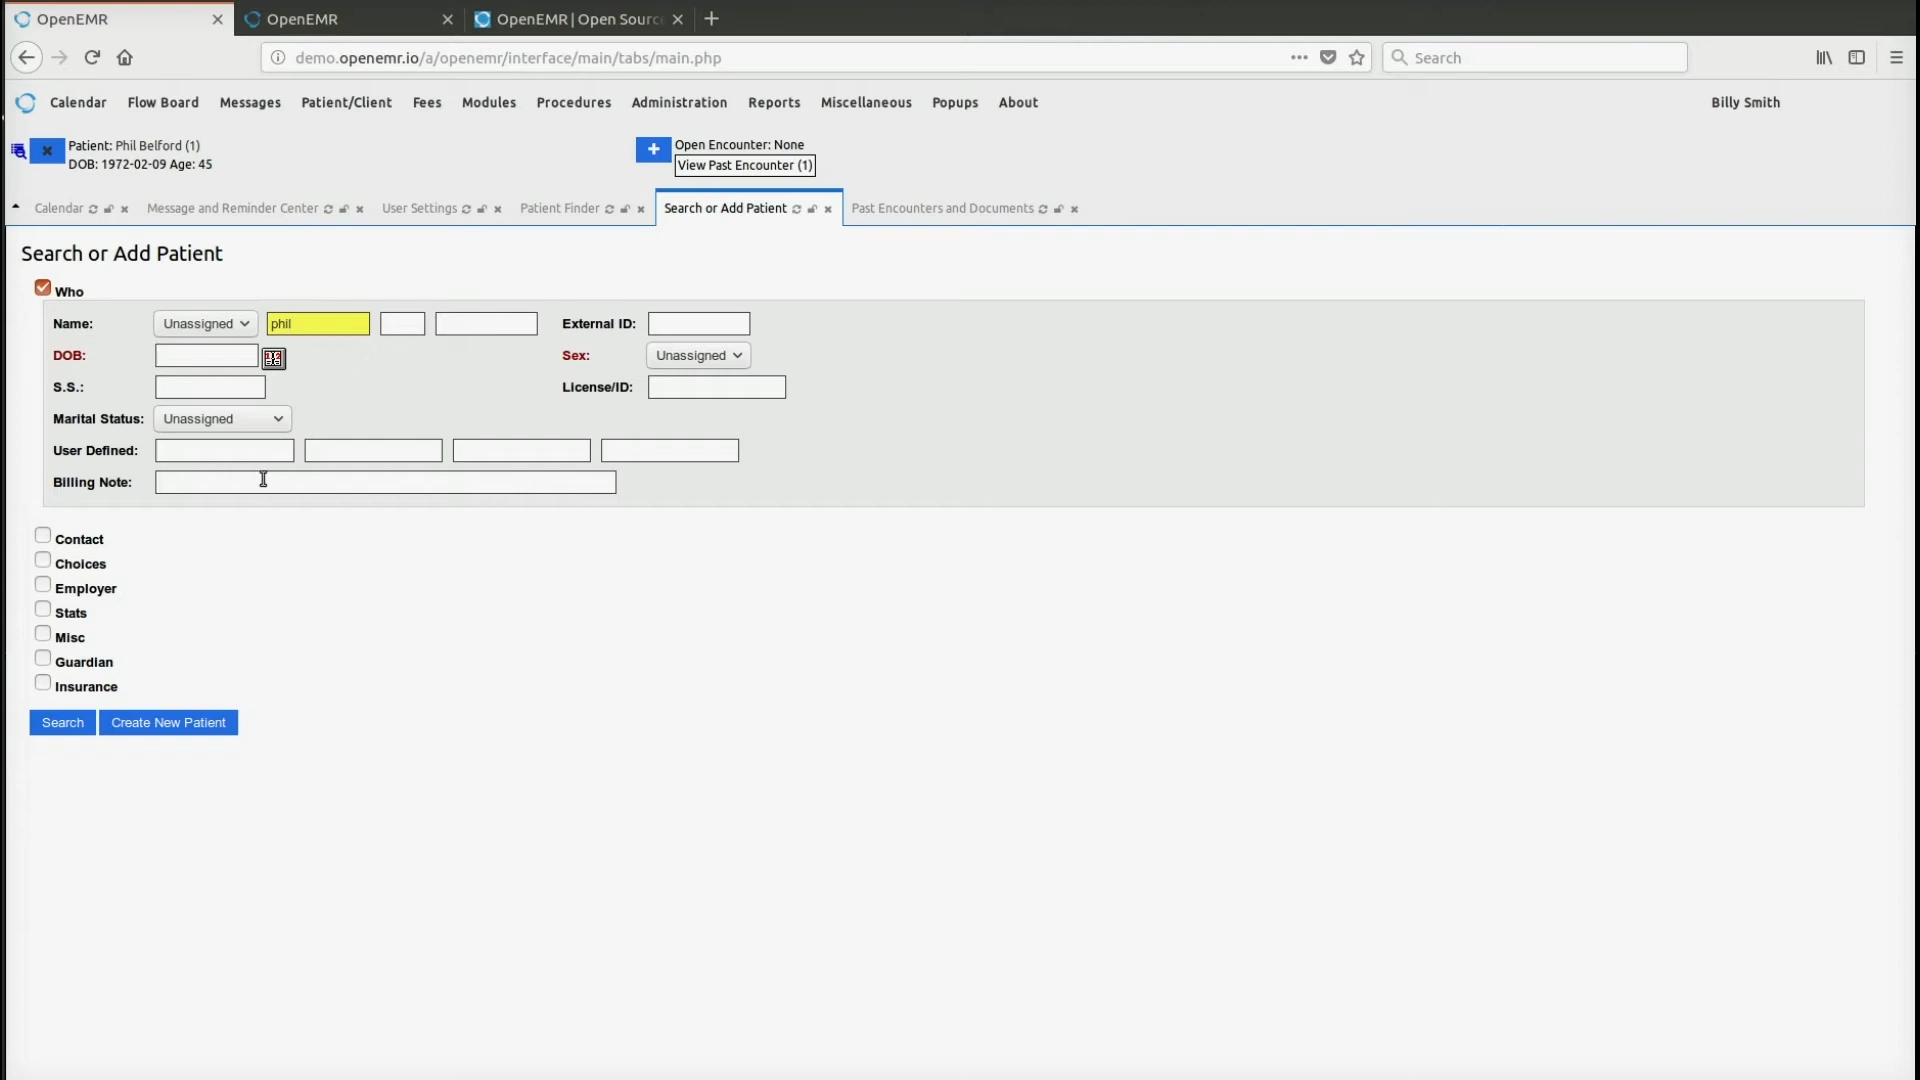 OpenEMR
OpenEMR
OpenEMR | Open Sourc
demo.openemr.io/a/openemr/interface/main/tabs/main.php
Search
Calendar Flow Board Messages Patient/Client Fees Modules Procedures Administration Reports Miscellaneous Popups About Billy Smith
Patient: Phil Belford (1)
DOB: 1972-02-09 Age: 45
Open Encounter: None
View Past Encounter (1)
Calendar Message and Reminder Center User Settings Patient Finder Search or Add Patient Past Encounters and Documents
Search or Add Patient
Who
Name: Unassigned phil External ID:
DOB: Sex: Unassigned
S.S.: License/ID:
Marital Status: Unassigned
User Defined:
Billing Note:
Contact
Choices
Employer
Stats
Misc
Guardian
Insurance
Search Create New Patient